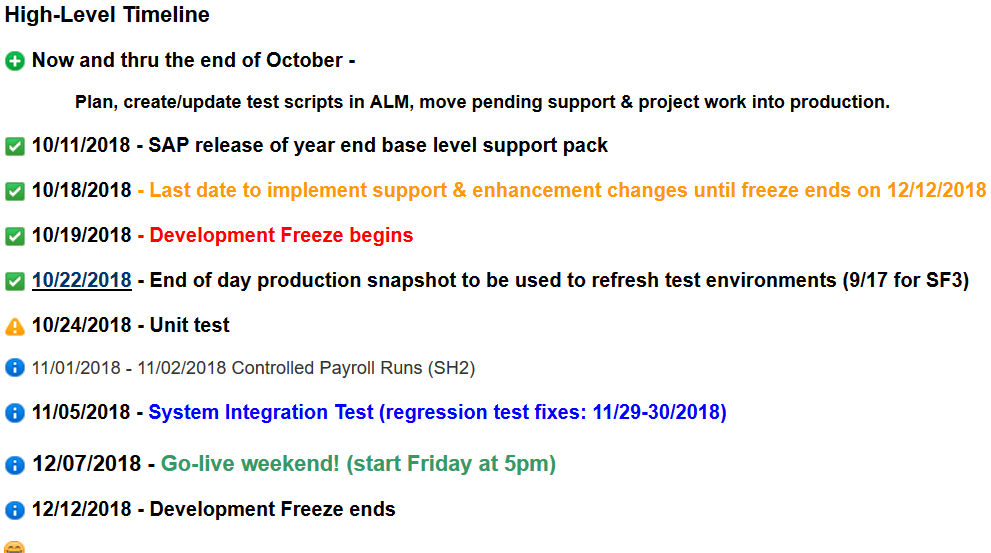 High-Level Timeline
Now and thru the end of October -
Plan, create/update test scripts in ALM, move pending support & project work into production.
10/11/2018 - SAP release of year end base level support pack
10/18/2018 - Last date to implement support & enhancement changes until freeze ends on 12/12/2018
10/19/2018 - Development Freeze begins
10/22/2018 - End of day production snapshot to be used to refresh test environments (9/17 for SF3)
10/24/2018 - Unit test
11/01/2018 - 11/02/2018 Controlled Payroll Runs (SH2)
11/05/2018 - System Integration Test (regression test fixes: 11/29-30/2018)
12/07/2018 - Go-live weekend! (start Friday at 5pm)
12/12/2018 - Development Freeze ends